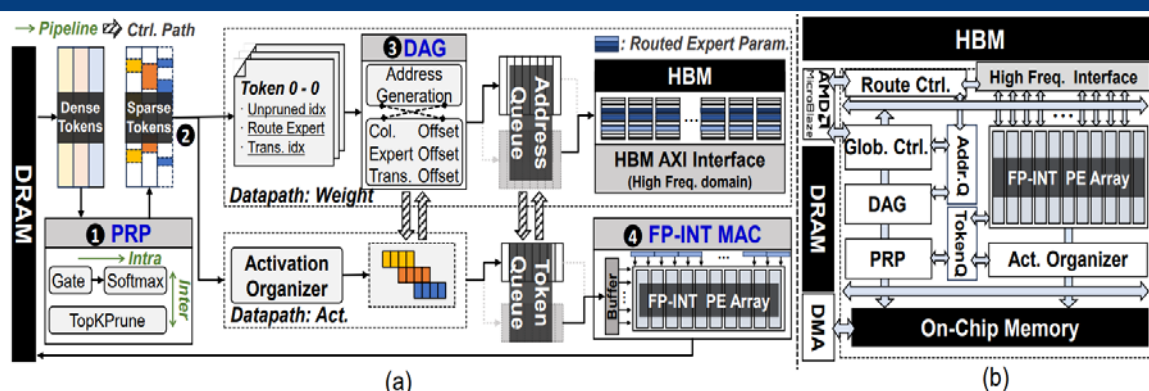 Pipeline
Ctrl. Path
DRAM
Dense Tokens
Sparse Tokens
❷
❶ PRP
Intra
Gate
Softmax
Inter
TopKPrune
Token 0 - 0
· Unpruned idx
· Route Expert
· Trans. idx
Datapath: Weight
❸ DAG
Address Generation
Col. Offset
Expert Offset
Trans. Offset
Address Queue
: Routed Expert Param.
HBM
...
HBM AXI Interface
(High Freq. domain)
Activation Organizer
Datapath: Act.
Token Queue
❹ FP-INT MAC
...
Buffer
FP-INT PE Array
(a)
HBM
AMD MicroBlaze
Route Ctrl.
High Freq. Interface
...
Glob. Ctrl.
Addr.Q
FP-INT PE Array
DRAM
DAG
TokenQ
PRP
Act. Organizer
DMA
On-Chip Memory
(b)